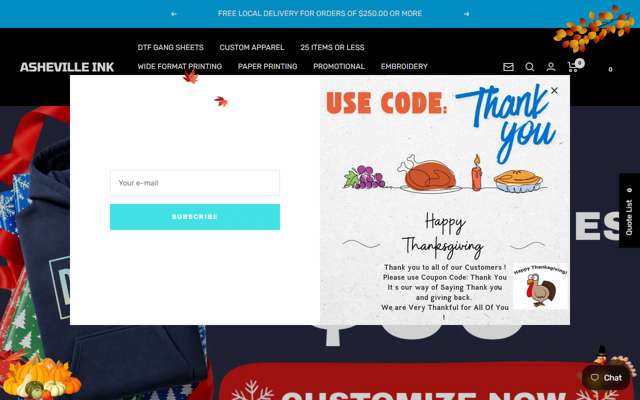 FREE LOCAL DELIVERY FOR ORDERS OF $250.00 OR MORE
DTF GANG SHEETS
CUSTOM APPAREL
25 ITEMS OR LESS
ASHEVILLE INK
WIDE FORMAT PRINTING
PAPER PRINTING
PROMOTIONAL
EMBROIDERY
0
0
USE CODE:
Thank you
Your e-mail
SUBSCRIBE
Happy
Thanksgiving
Thank you to all of our Customers !
Please use Coupon Code: Thank You
It's our way of Saying Thank you
and giving back.
We are Very Thankful for All Of You
!
Happy Thanksgiving!
Quote List 0
CUSTOMIZE NOW
Chat